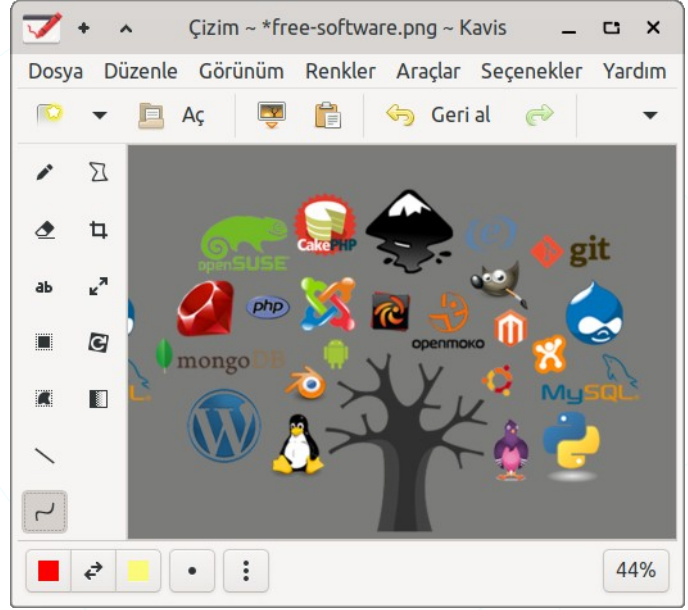 Çizim ~ *free-software.png ~ Kavis
Dosya Düzenle Görünüm Renkler Araçlar Seçenekler Yardım
Aç Geri al
CakePHP
openSUSE
git
php
openmoko
ab
mongoDB
MySQL
L
44%